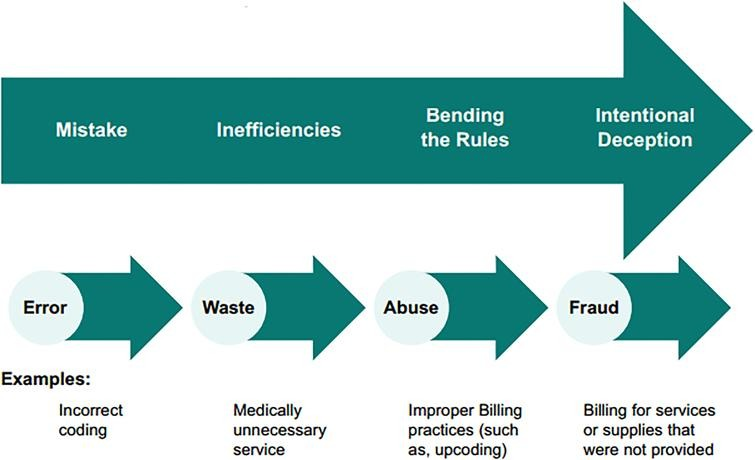 Mistake
Inefficiencies
Bending
the Rules
Intentional
Deception
Error
Waste
Abuse
Fraud
Examples:
Incorrect
coding
Medically
unnecessary
service
Improper Billing
practices (such
as, upcoding)
Billing for services
or supplies that
were not provided